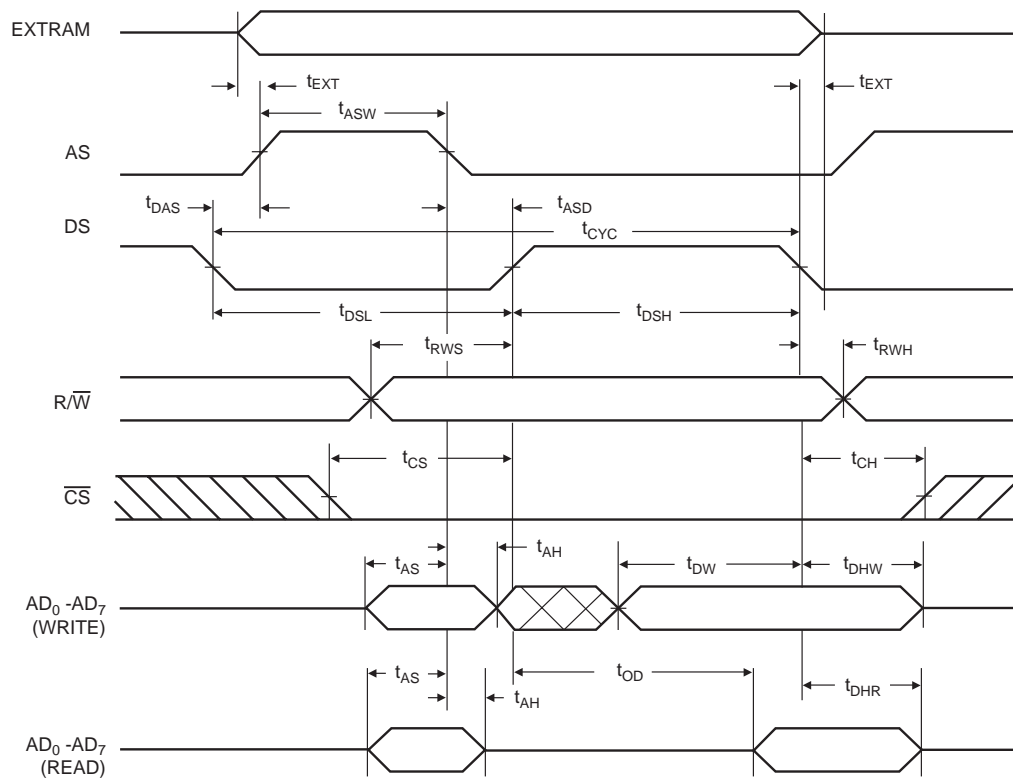 EXTRAM
tEXT
tEXT
tASW
AS
tDAS
tASD
DS
tCYC
tDSL
tDSH
tRWS
tRWH
R/W̅
tCS
tCH
C̅S̅
tAH
tAS
tDW
tDHW
AD0 -AD7
(WRITE)
tAS
tOD
tAH
tDHR
AD0 -AD7
(READ)